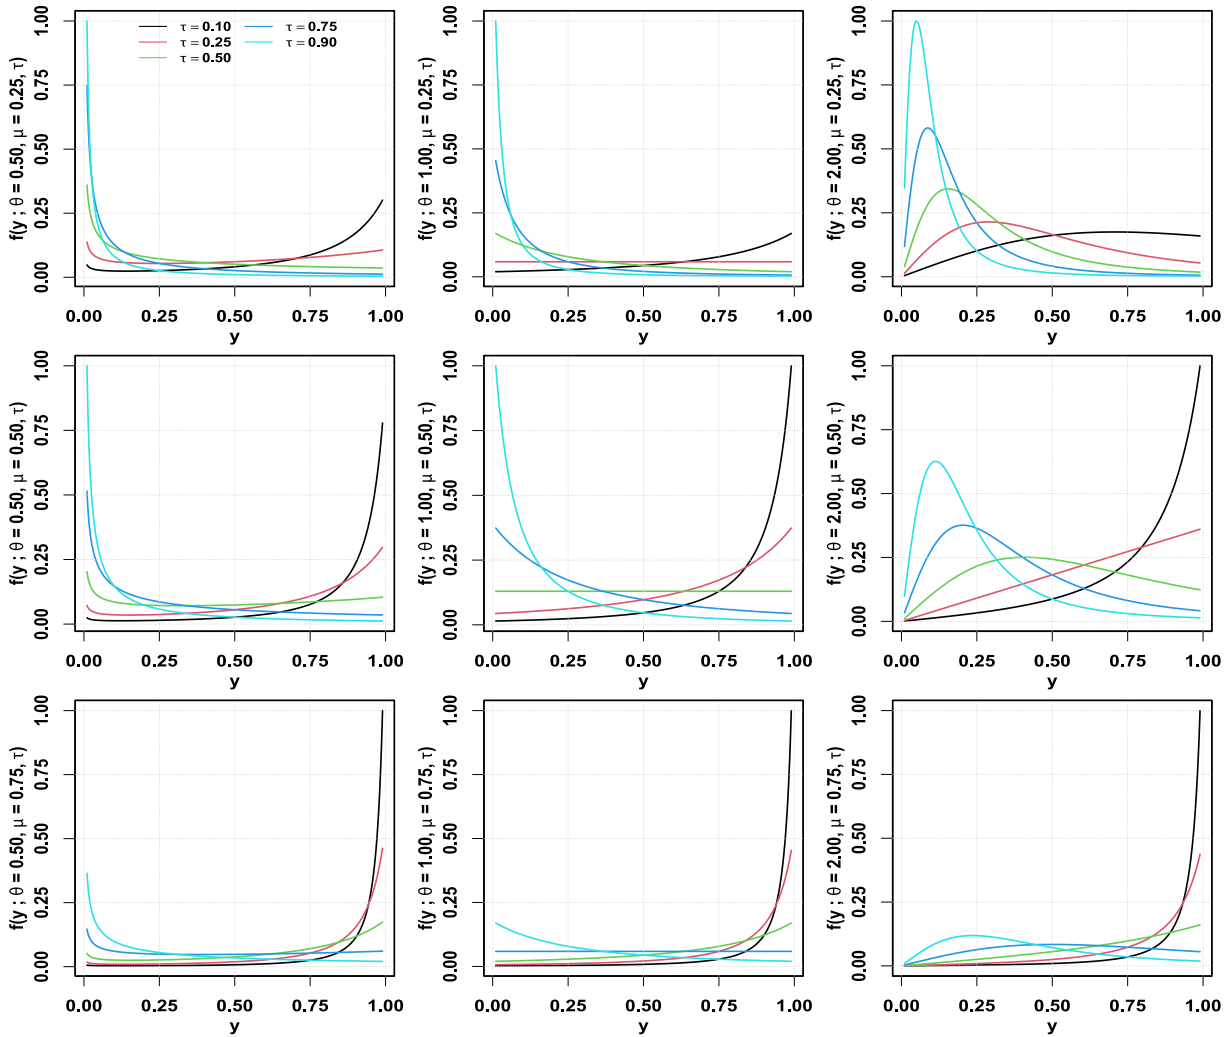 f(y ; θ = 0.50, μ = 0.25, τ)
0.00 0.25 0.50 0.75 1.00
τ = 0.10
τ = 0.25
τ = 0.50
τ = 0.75
τ = 0.90
0.00 0.25 0.50 0.75 1.00
y
f(y ; θ = 1.00, μ = 0.25, τ)
0.00 0.25 0.50 0.75 1.00
0.00 0.25 0.50 0.75 1.00
y
f(y ; θ = 2.00, μ = 0.25, τ)
0.00 0.25 0.50 0.75 1.00
0.00 0.25 0.50 0.75 1.00
y
f(y ; θ = 0.50, μ = 0.50, τ)
0.00 0.25 0.50 0.75 1.00
0.00 0.25 0.50 0.75 1.00
y
f(y ; θ = 1.00, μ = 0.50, τ)
0.00 0.25 0.50 0.75 1.00
0.00 0.25 0.50 0.75 1.00
y
f(y ; θ = 2.00, μ = 0.50, τ)
0.00 0.25 0.50 0.75 1.00
0.00 0.25 0.50 0.75 1.00
y
f(y ; θ = 0.50, μ = 0.75, τ)
0.00 0.25 0.50 0.75 1.00
0.00 0.25 0.50 0.75 1.00
y
f(y ; θ = 1.00, μ = 0.75, τ)
0.00 0.25 0.50 0.75 1.00
0.00 0.25 0.50 0.75 1.00
y
f(y ; θ = 2.00, μ = 0.75, τ)
0.00 0.25 0.50 0.75 1.00
0.00 0.25 0.50 0.75 1.00
y